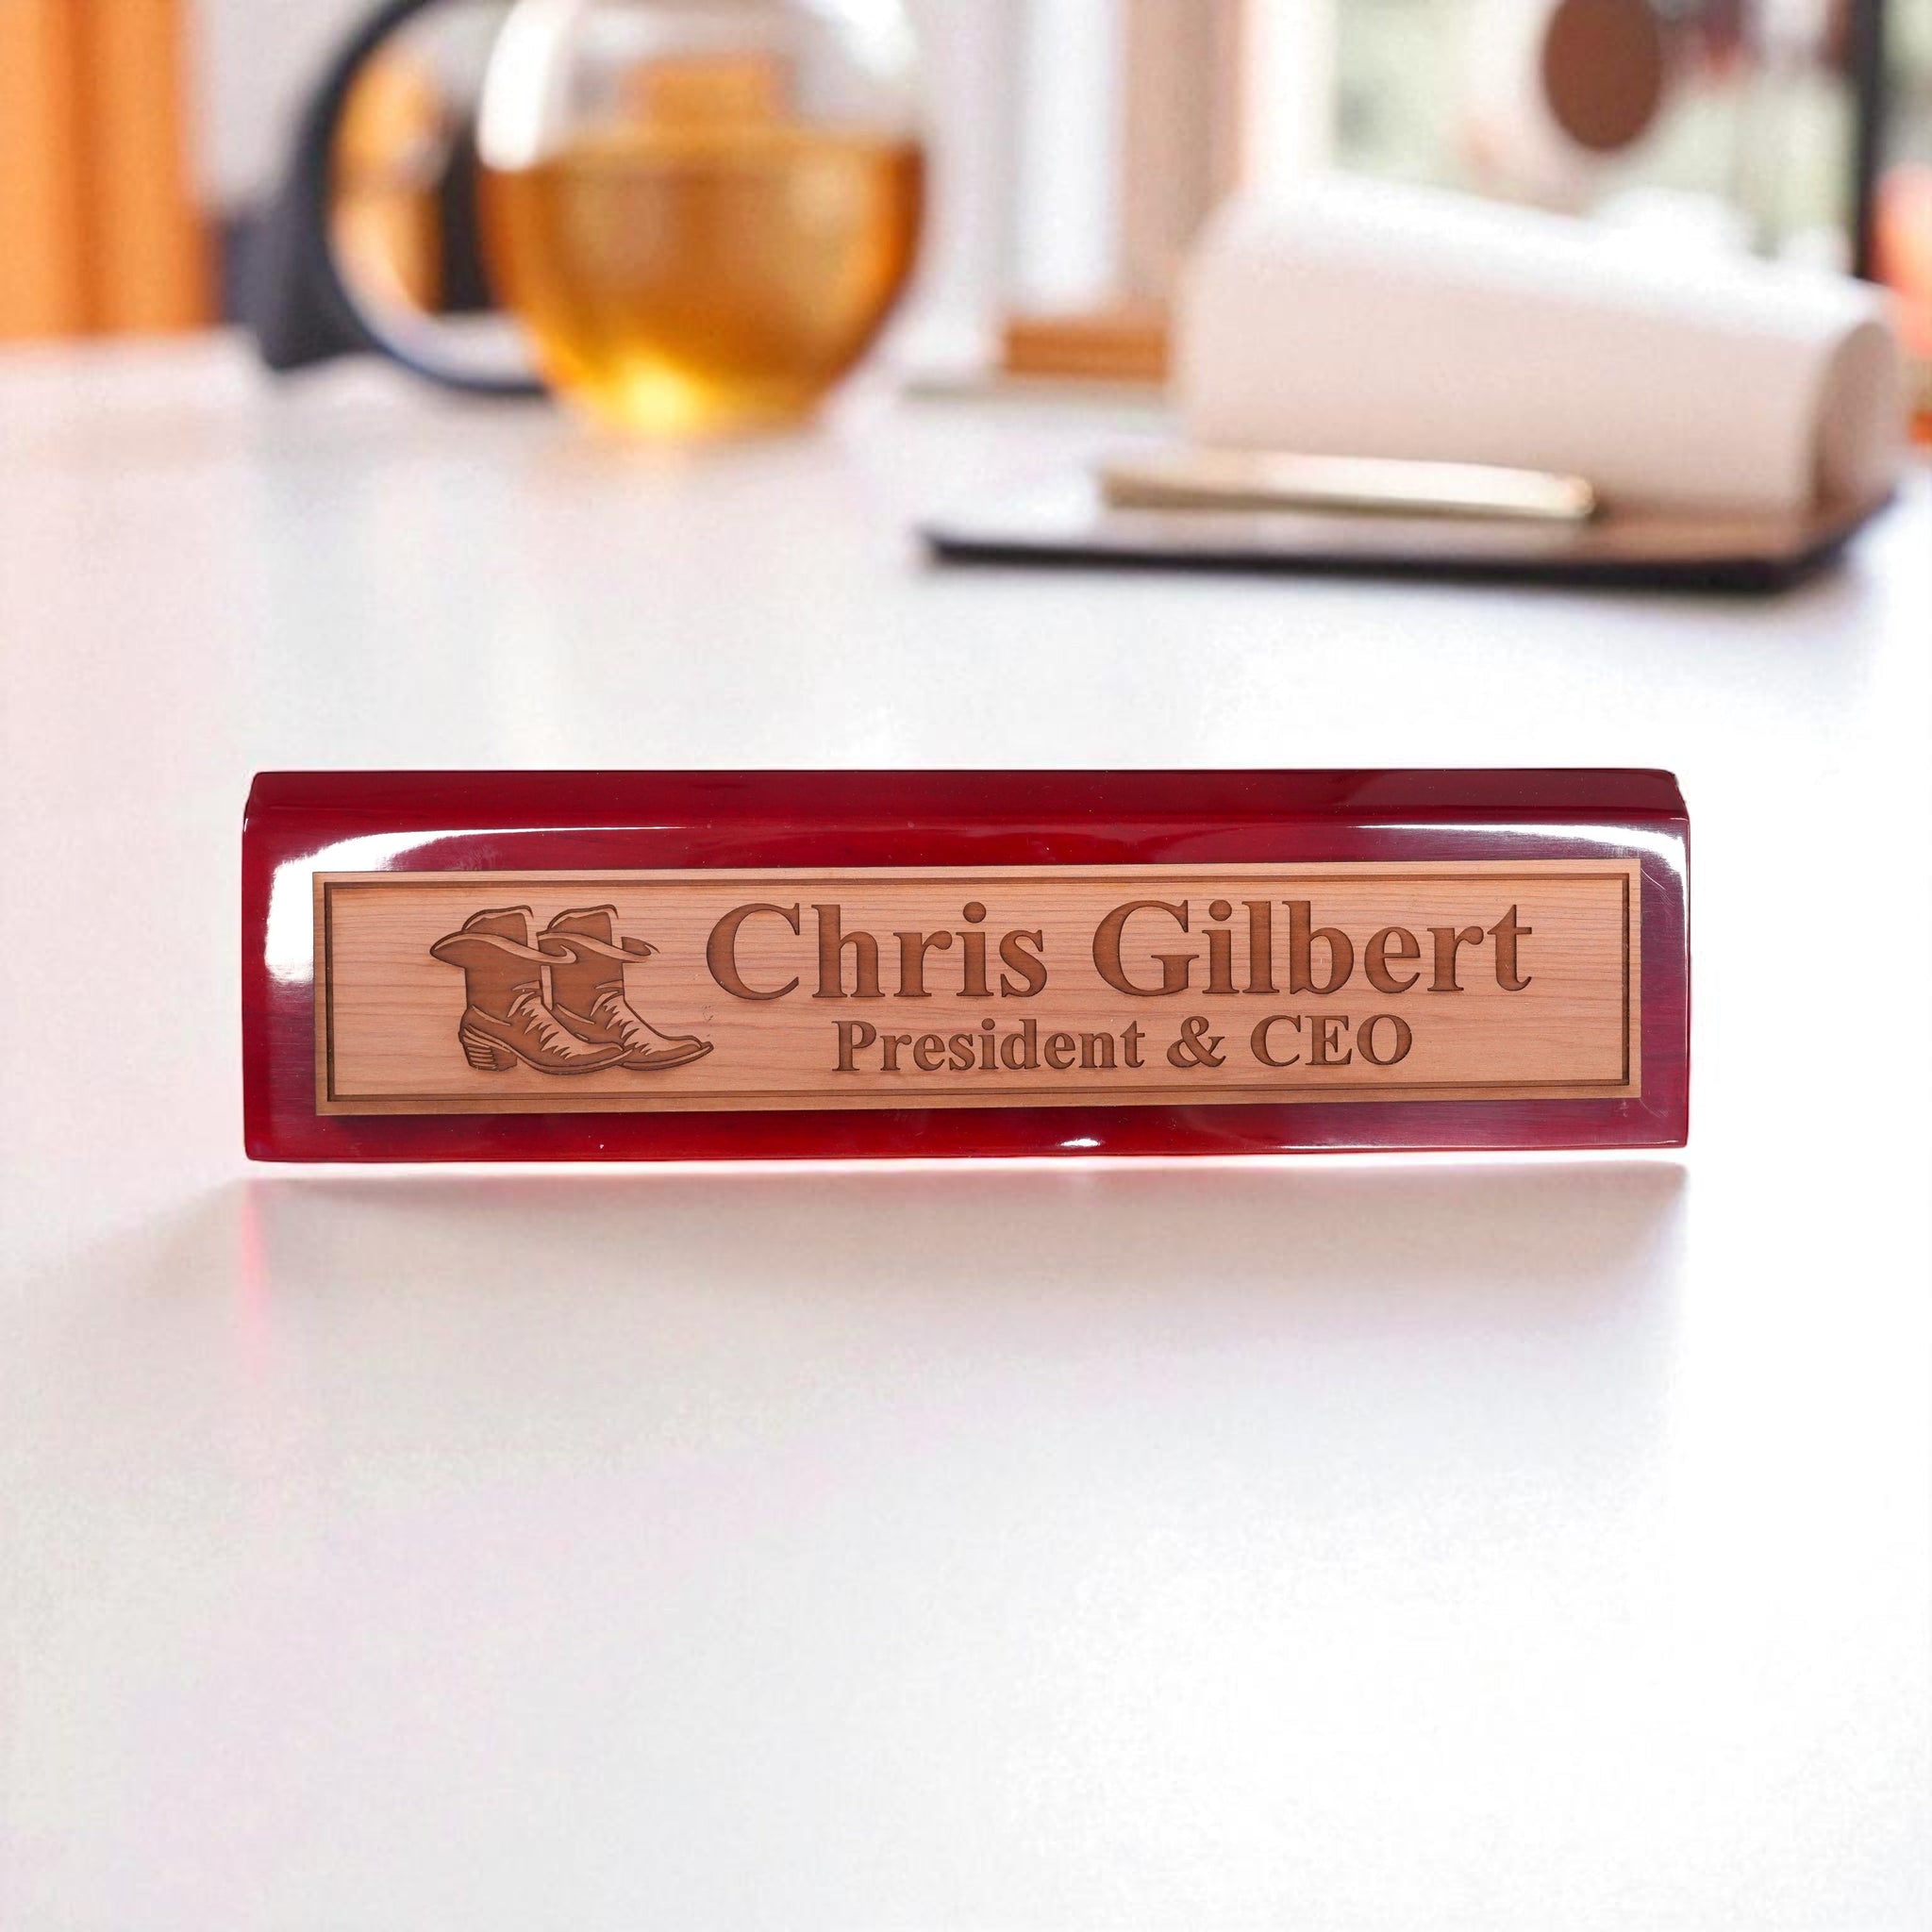 Chris Gilbert
President & CEO